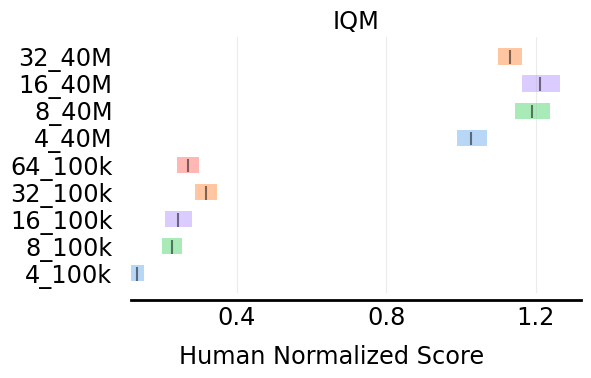 IQM
32_40M
16_40M
8_40M
4_40M
64_100k
32_100k
16_100k
8_100k
4_100k
0.4 0.8 1.2
Human Normalized Score